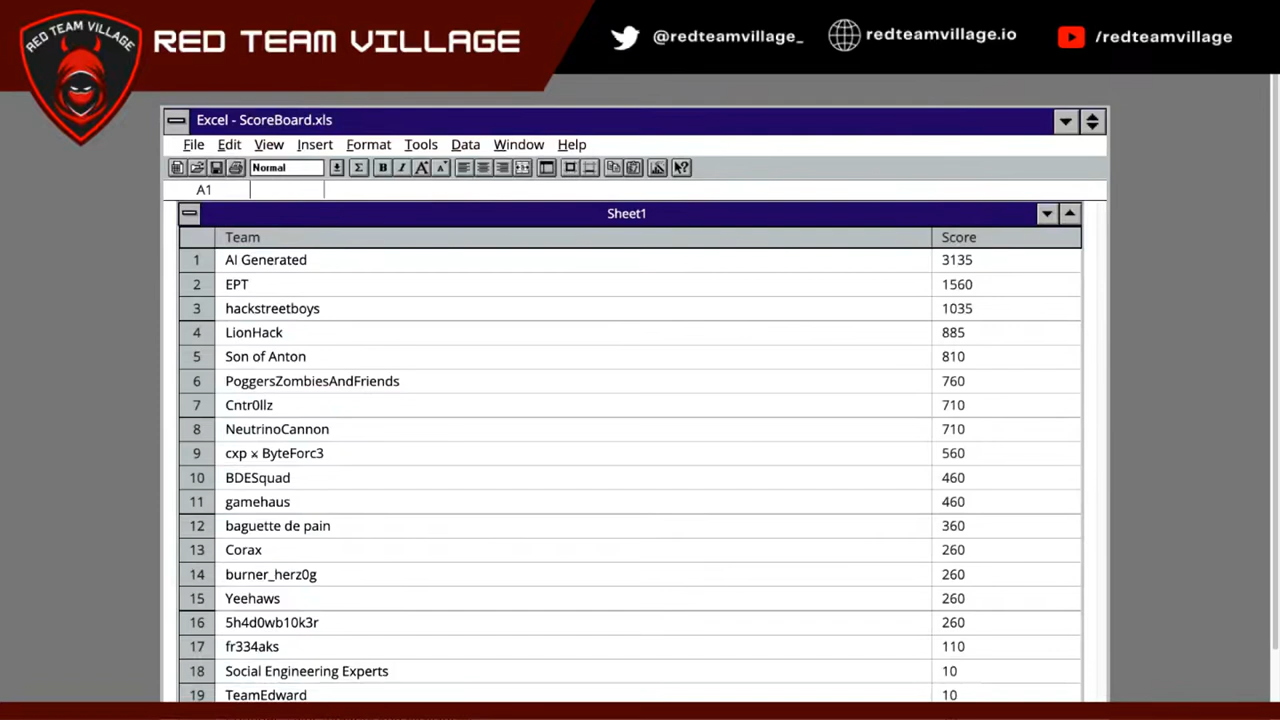 RED TEAM VILLAGE
RED TEAM VILLAGE
@redteamvillage_
redteamvillage.io
/redteamvillage
Excel - ScoreBoard.xls
File Edit View Insert Format Tools Data Window Help
Normal Σ B I A A
A1
Sheet1
Team Score
1 AI Generated 3135
2 EPT 1560
3 hackstreetboys 1035
4 LionHack 885
5 Son of Anton 810
6 PoggersZombiesAndFriends 760
7 Cntr0llz 710
8 NeutrinoCannon 710
9 cxp ⨯ ByteForc3 560
10 BDESquad 460
11 gamehaus 460
12 baguette de pain 360
13 Corax 260
14 burner_herz0g 260
15 Yeehaws 260
16 5h4d0wb10k3r 260
17 fr334aks 110
18 Social Engineering Experts 10
19 TeamEdward 10